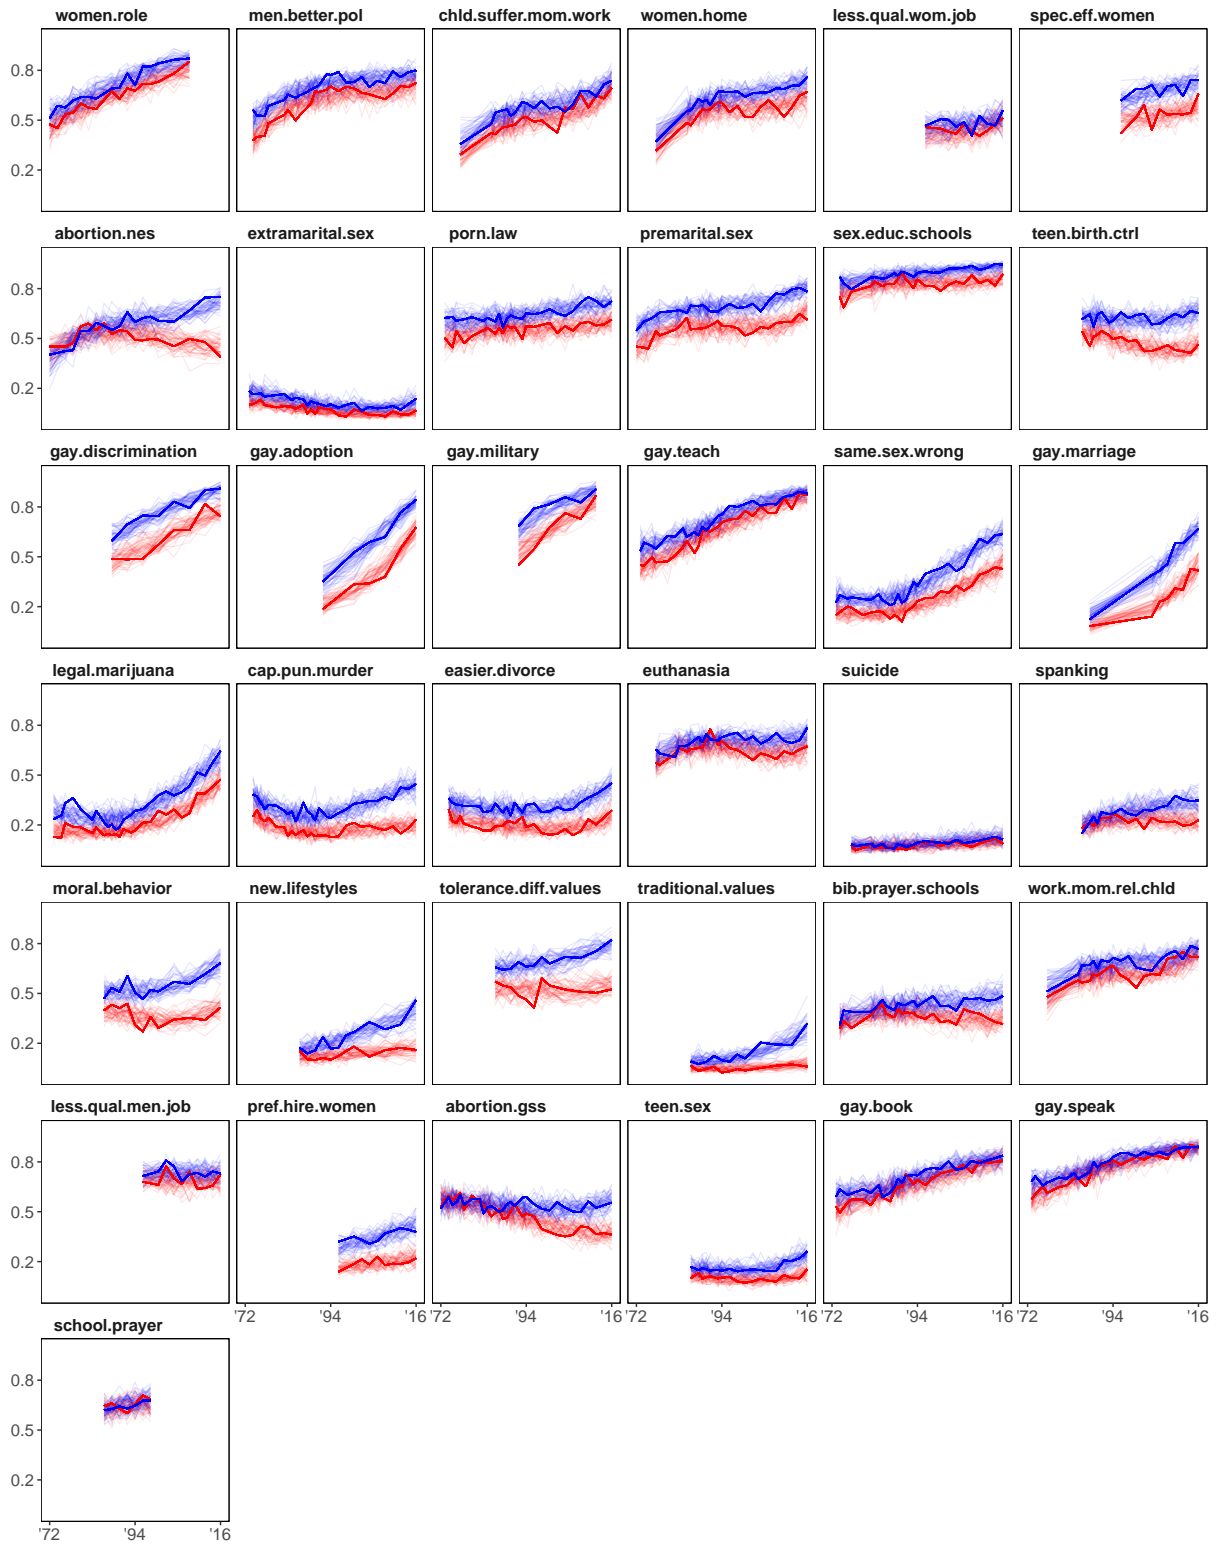 women.role men.better.pol chld.suffer.mom.work women.home less.qual.wom.job spec.eff.women
0.8
0.5
0.2
abortion.nes extramarital.sex porn.law premarital.sex sex.educ.schools teen.birth.ctrl
0.8
0.5
0.2
gay.discrimination gay.adoption gay.military gay.teach same.sex.wrong gay.marriage
0.8
0.5
0.2
legal.marijuana cap.pun.murder easier.divorce euthanasia suicide spanking
0.8
0.5
0.2
moral.behavior new.lifestyles tolerance.diff.values traditional.values bib.prayer.schools work.mom.rel.chld
0.8
0.5
0.2
less.qual.men.job pref.hire.women abortion.gss teen.sex gay.book gay.speak
0.8
0.5
0.2
'72 '94 '16 '72 '94 '16 '72 '94 '16 '72 '94 '16 '72 '94 '16
school.prayer
0.8
0.5
0.2
'72 '94 '16